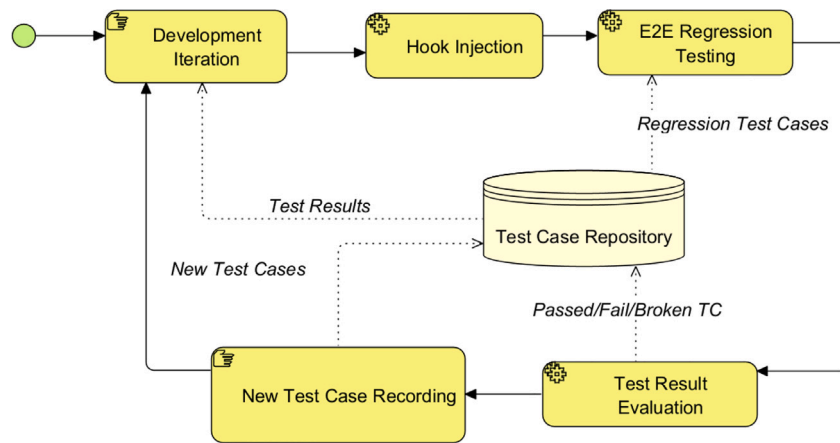 Development
Iteration
Hook Injection
E2E Regression
Testing
Regression Test Cases
Test Results
Test Case Repository
New Test Cases
Passed/Fail/Broken TC
New Test Case Recording
Test Result
Evaluation